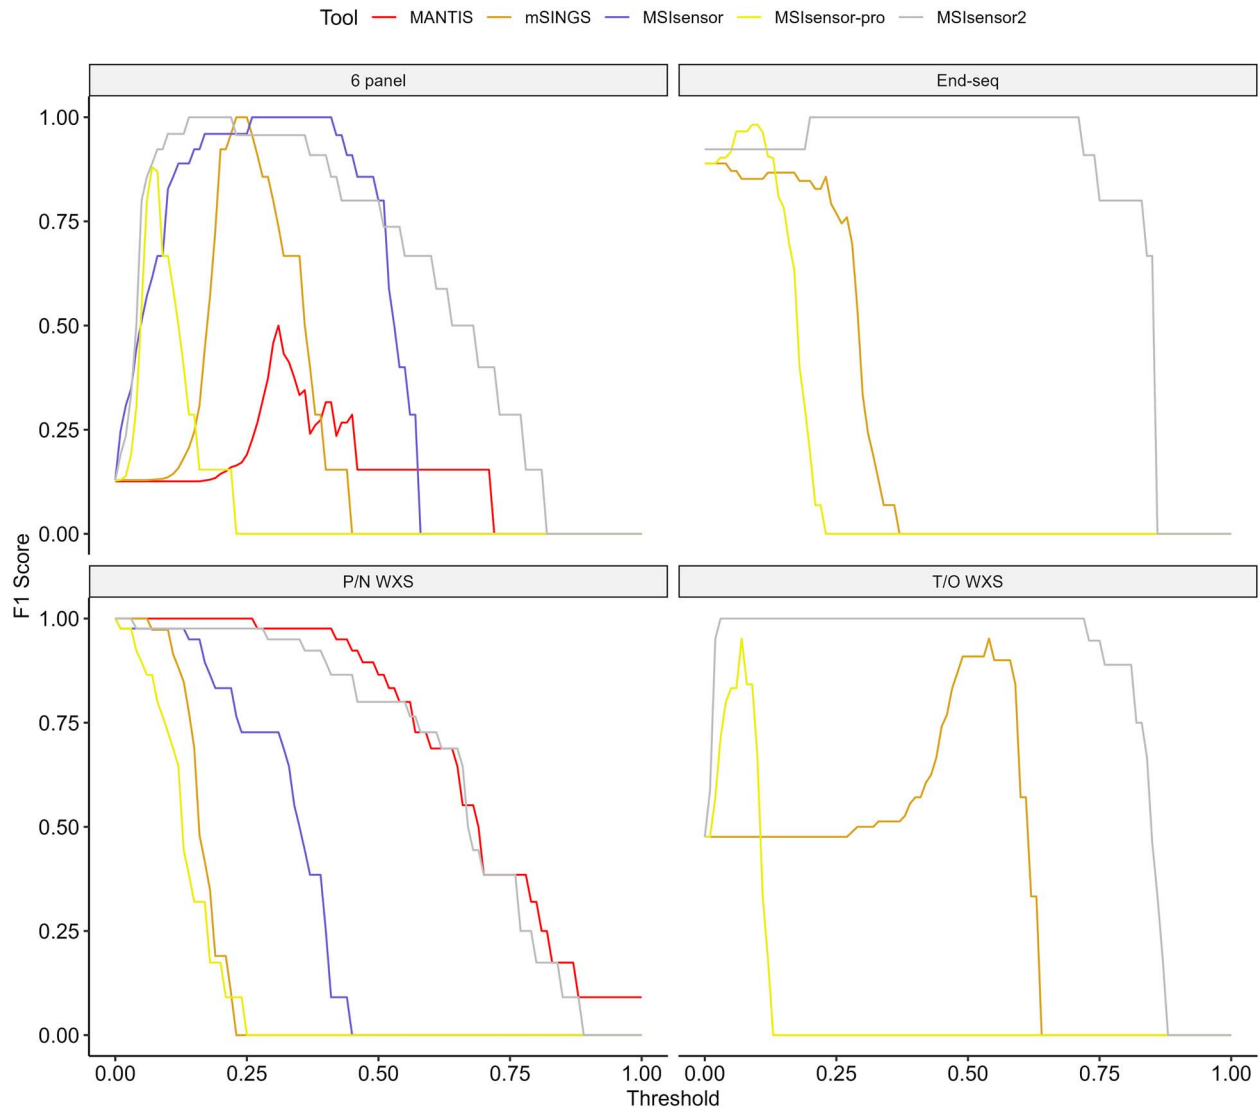 Tool MANTIS mSINGS MSIsensor MSIsensor-pro MSIsensor2
6 panel End-seq
1.00
0.75
0.50
0.25
0.00
P/N WXS T/O WXS
1.00
0.75
0.50
0.25
0.00
F1 Score
0.00 0.25 0.50 0.75 1.00 0.00 0.25 0.50 0.75 1.00
Threshold